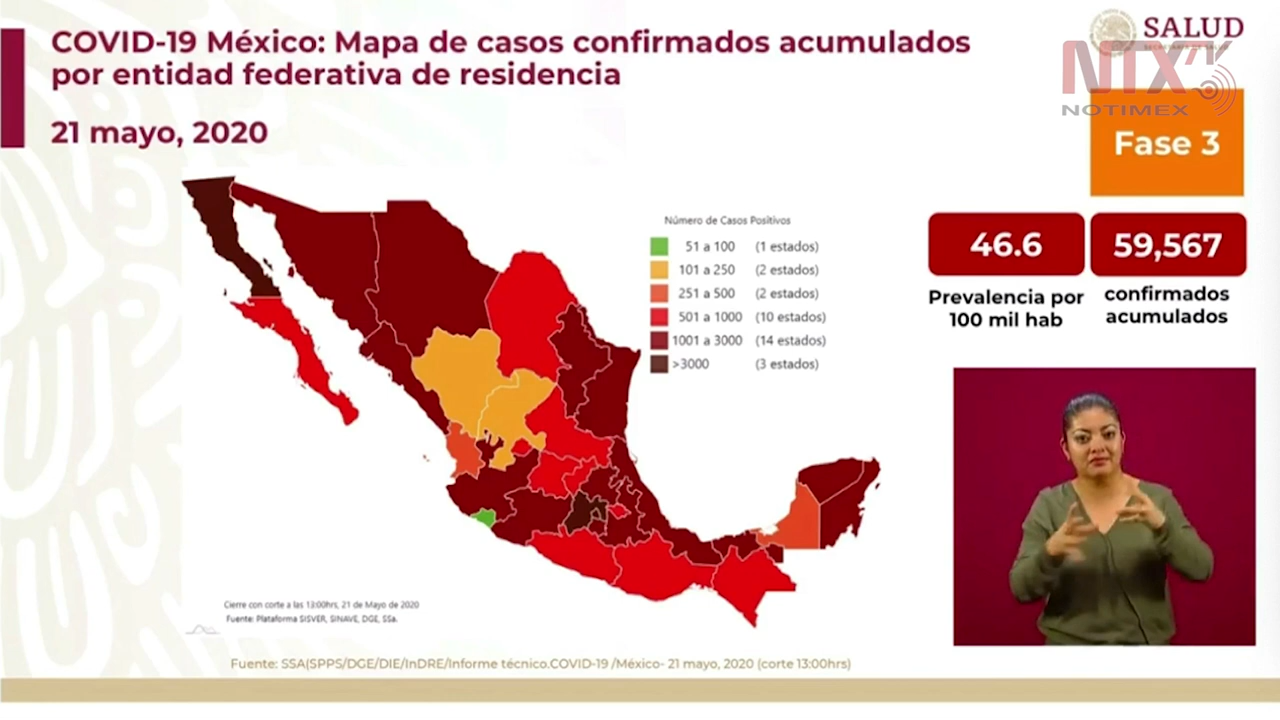 COVID-19 México: Mapa de casos confirmados acumulados
por entidad federativa de residencia
21 mayo, 2020
SALUD
SECRETARÍA DE SALUD
NTX
NOTIMEX
Fase 3
Número de Casos Positivos
51 a 100 (1 estados)
101 a 250 (2 estados)
251 a 500 (2 estados)
501 a 1000 (10 estados)
1001 a 3000 (14 estados)
>3000 (3 estados)
46.6
Prevalencia por
100 mil hab
59,567
confirmados
acumulados
Cierre con corte a las 13:00hrs, 21 de Mayo de 2020
Fuente: Plataforma SISVER, SINAVE, DGE, SSa.
Fuente: SSA(SPPS/DGE/DIE/InDRE/Informe técnico.COVID-19 /México- 21 mayo, 2020 (corte 13:00hrs)